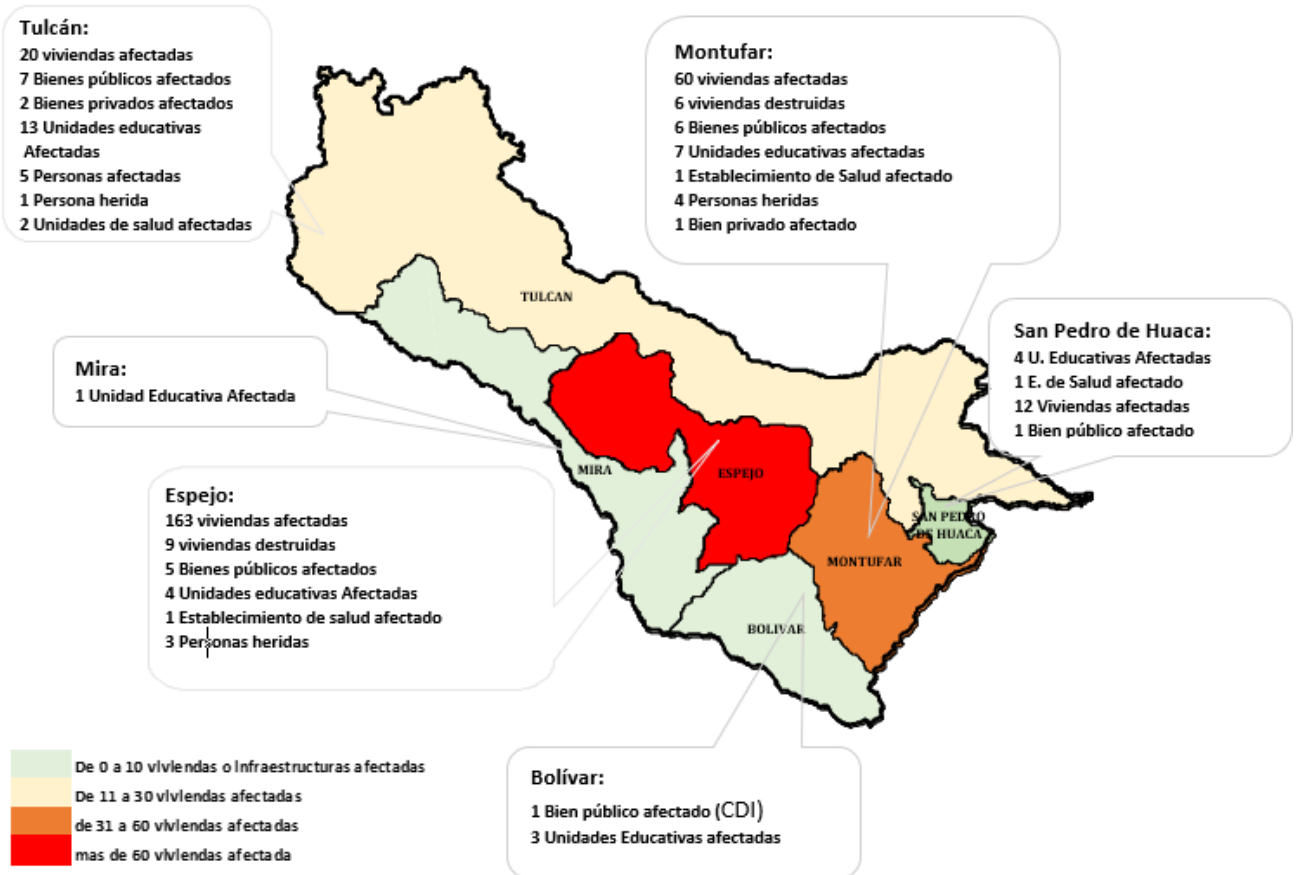 Tulcán:
20 viviendas afectadas
7 Bienes públicos afectados
2 Bienes privados afectados
13 Unidades educativas
Afectadas
5 Personas afectadas
1 Persona herida
2 Unidades de salud afectadas
Montufar:
60 viviendas afectadas
6 viviendas destruidas
6 Bienes públicos afectados
7 Unidades educativas afectadas
1 Establecimiento de Salud afectado
4 Personas heridas
1 Bien privado afectado
TULCAN
San Pedro de Huaca:
4 U. Educativas Afectadas
1 E. de Salud afectado
12 Viviendas afectadas
1 Bien público afectado
Mira:
1 Unidad Educativa Afectada
MIRA
ESPEJO
SAN PEDRO
DE HUACA
MONTUFAR
BOLIVAR
Espejo:
163 viviendas afectadas
9 viviendas destruidas
5 Bienes públicos afectados
4 Unidades educativas Afectadas
1 Establecimiento de salud afectado
3 Personas heridas
De 0 a 10 viviendas o Infraestructuras afectadas
De 11 a 30 viviendas afectadas
de 31 a 60 viviendas afectadas
mas de 60 viviendas afectada
Bolívar:
1 Bien público afectado (CDI)
3 Unidades Educativas afectadas